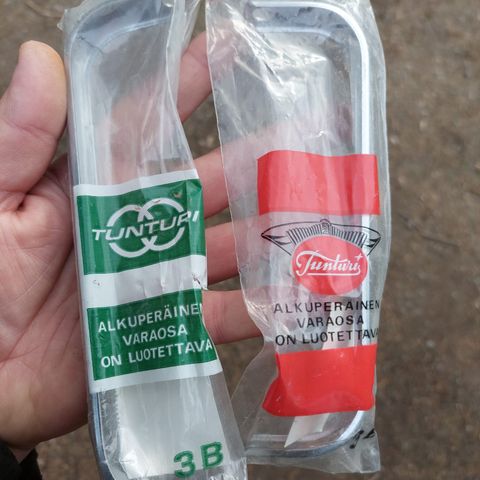 TUNTURI
ALKUPERÄINEN
VARAOSA
ON LUOTETTAVA
3B
Tunturi
ALKUPERÄINEN
VARAOSA
ON LUOTETTAVA